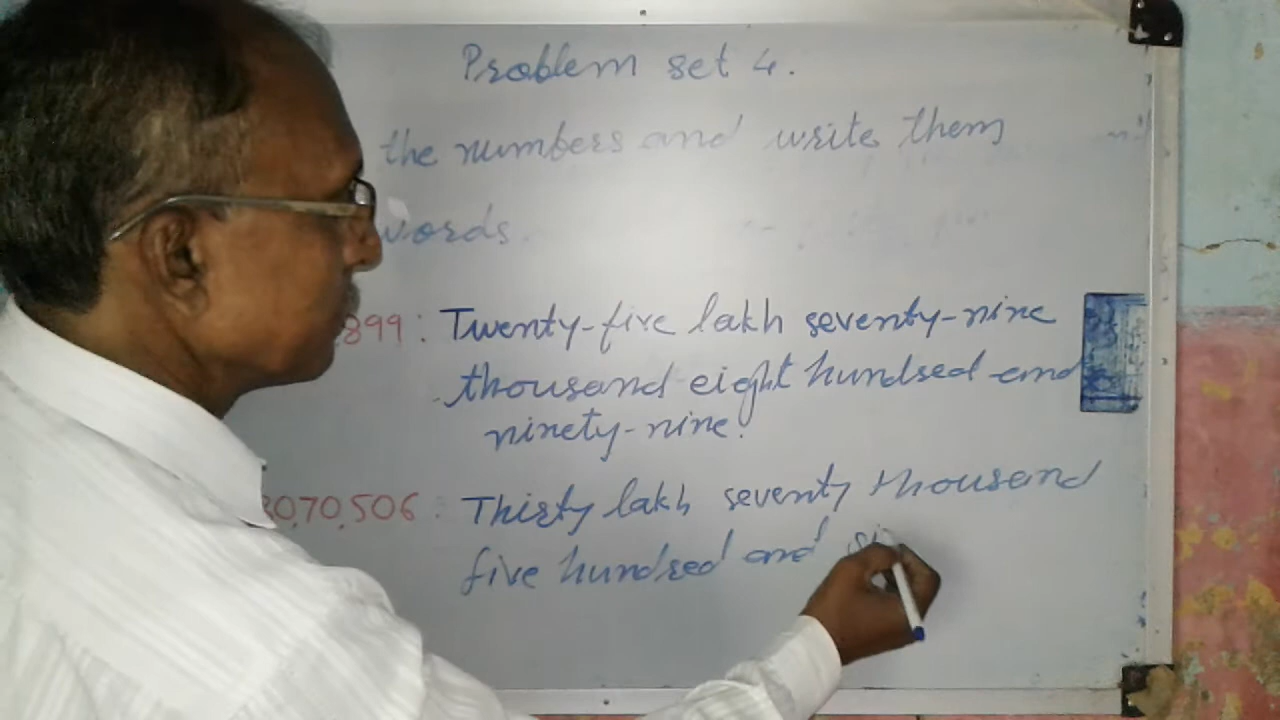 Problem set 4.
the numbers and write them
words.
899 : Twenty-five lakh seventy-nine
thousand eight hundred and
ninety-nine.
30,70,506 : Thirty lakh seventy thousand
five hundred and si